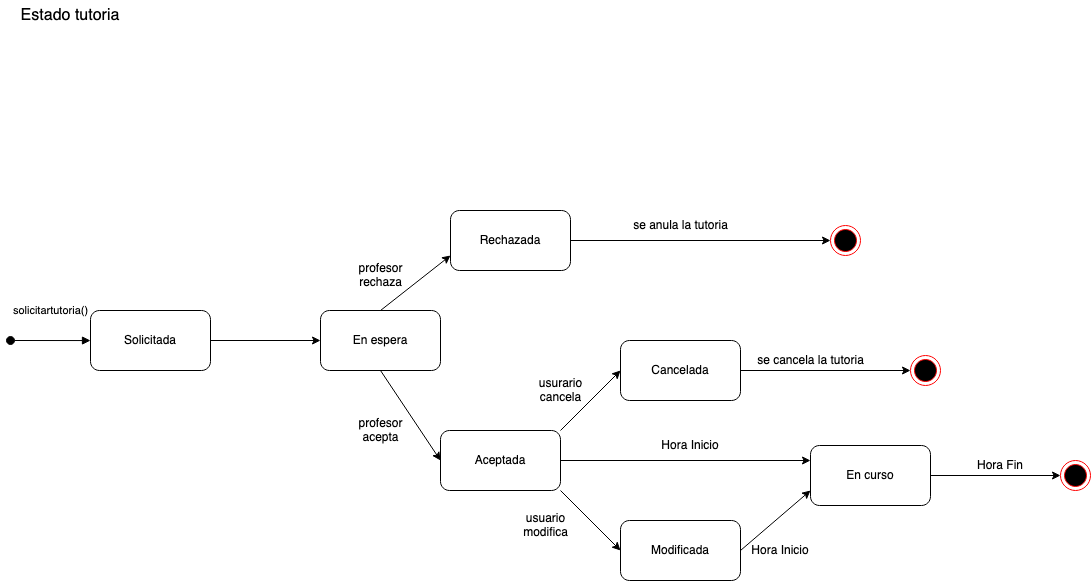 Estado tutoria
Rechazada
se anula la tutoria
profesor
rechaza
solicitartutoria()
Solicitada
En espera
Cancelada
se cancela la tutoria
usurario
cancela
profesor
acepta
Aceptada
Hora Inicio
En curso
Hora Fin
usuario
modifica
Modificada
Hora Inicio